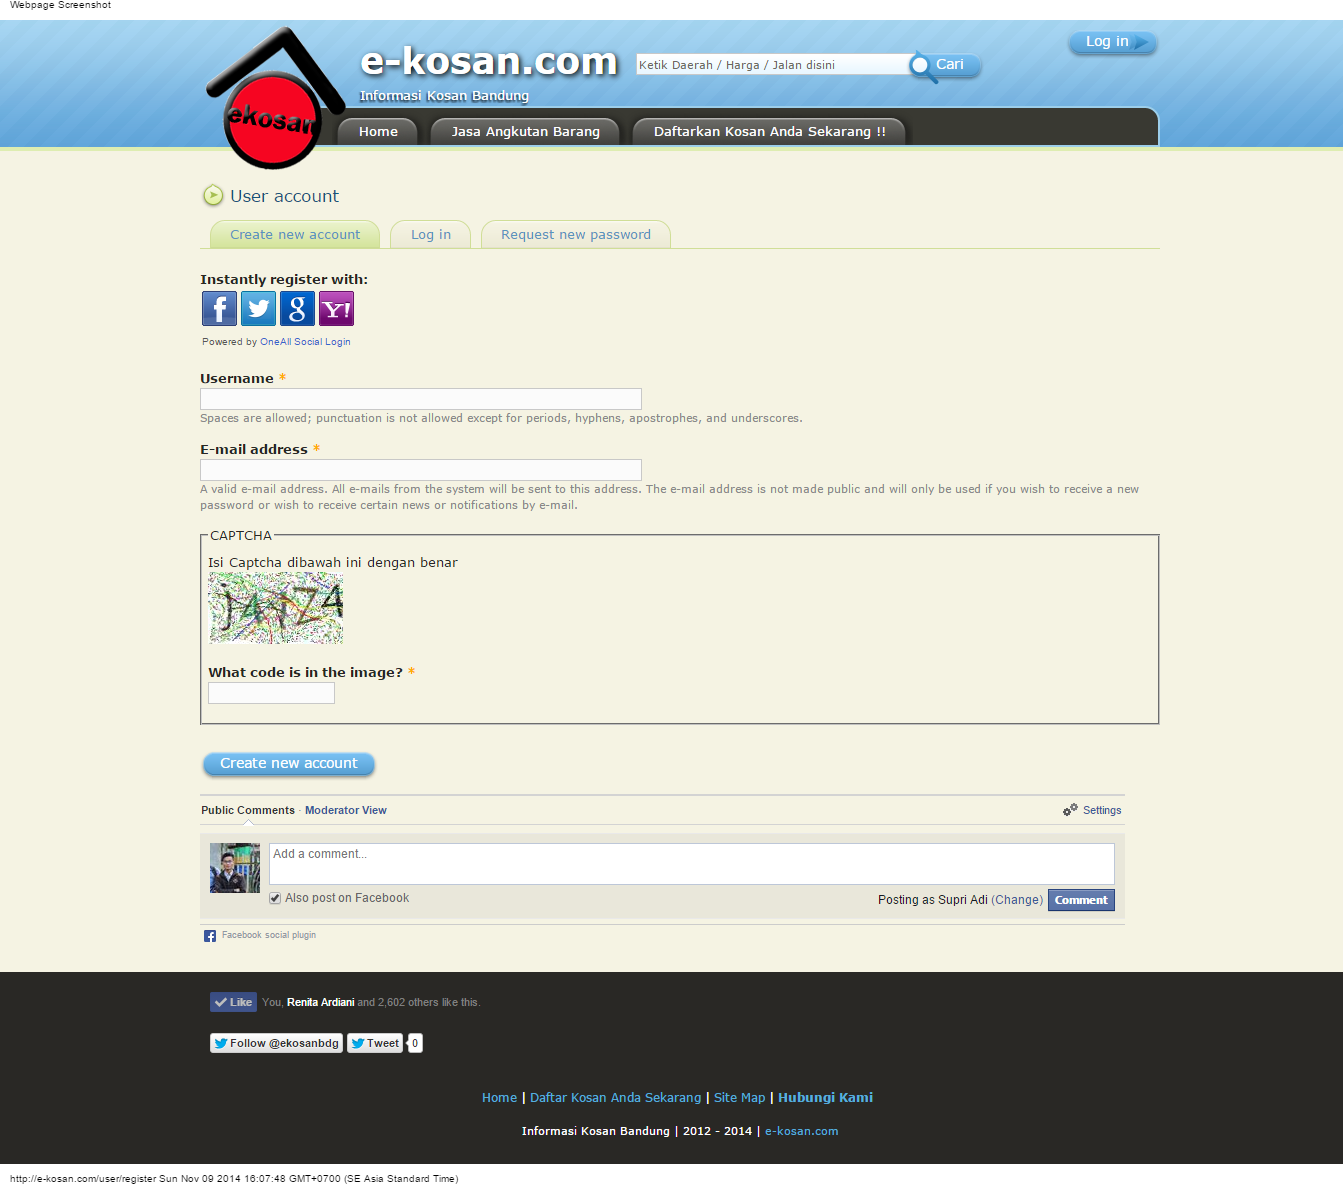 Webpage Screenshot
Log in
e-kosan.com
Ketik Daerah / Harga / Jalan disini
Cari
Informasi Kosan Bandung
ekosan
Home
Jasa Angkutan Barang
Daftarkan Kosan Anda Sekarang !!
User account
Create new account
Log in
Request new password
Instantly register with:
Powered by OneAll Social Login
Username *
Spaces are allowed; punctuation is not allowed except for periods, hyphens, apostrophes, and underscores.
E-mail address *
A valid e-mail address. All e-mails from the system will be sent to this address. The e-mail address is not made public and will only be used if you wish to receive a new
password or wish to receive certain news or notifications by e-mail.
CAPTCHA
Isi Captcha dibawah ini dengan benar
What code is in the image? *
Create new account
Public Comments · Moderator View
Settings
Add a comment...
Also post on Facebook
Posting as Supri Adi (Change)
Comment
Facebook social plugin
Like
You, Renita Ardiani and 2,602 others like this.
Follow @ekosanbdg
Tweet
0
Home | Daftar Kosan Anda Sekarang | Site Map | Hubungi Kami
Informasi Kosan Bandung | 2012 - 2014 | e-kosan.com
http://e-kosan.com/user/register Sun Nov 09 2014 16:07:48 GMT+0700 (SE Asia Standard Time)